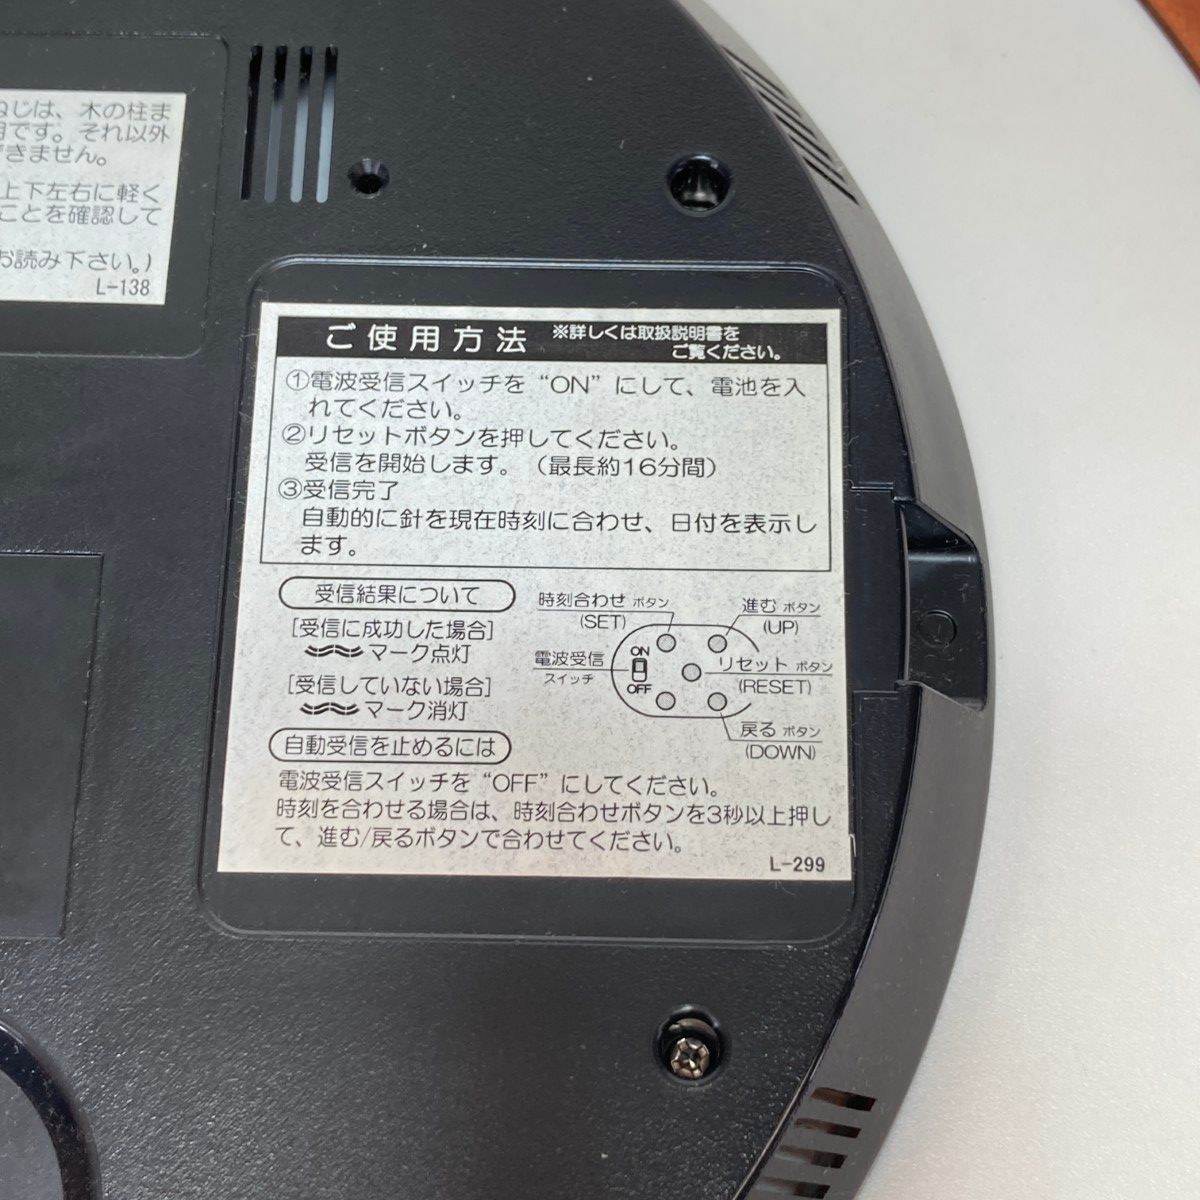 ねじは、木の柱ま
用です。それ以外
できません。
上下左右に軽く
ことを確認して
お読み下さい。)
L-138
ご使用方法 ※詳しくは取扱説明書を
ご覧ください。
①電波受信スイッチを“ON”にして、電池を入
れてください。
②リセットボタンを押してください。
受信を開始します。(最長約16分間)
③受信完了
自動的に針を現在時刻に合わせ、日付を表示し
ます。
受信結果について
[受信に成功した場合]
マーク点灯
[受信していない場合]
マーク消灯
時刻合わせ ボタン
(SET)
進む ボタン
(UP)
電波受信
スイッチ
ON
OFF
リセット ボタン
(RESET)
戻る ボタン
(DOWN)
自動受信を止めるには
電波受信スイッチを“OFF”にしてください。
時刻を合わせる場合は、時刻合わせボタンを3秒以上押し
て、進む/戻るボタンで合わせてください。
L-299